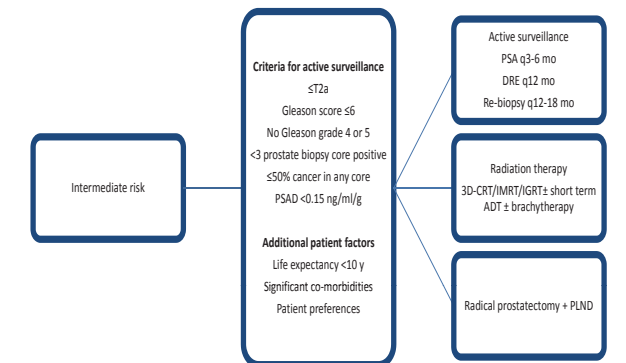 Intermediate risk
Criteria for active surveillance
≤T2a
Gleason score ≤6
No Gleason grade 4 or 5
<3 prostate biopsy core positive
≤50% cancer in any core
PSAD <0.15 ng/ml/g
Additional patient factors
Life expectancy <10 y
Significant co-morbidities
Patient preferences
Active surveillance
PSA q3-6 mo
DRE q12 mo
Re-biopsy q12-18 mo
Radiation therapy
3D-CRT/IMRT/IGRT± short term
ADT ± brachytherapy
Radical prostatectomy + PLND